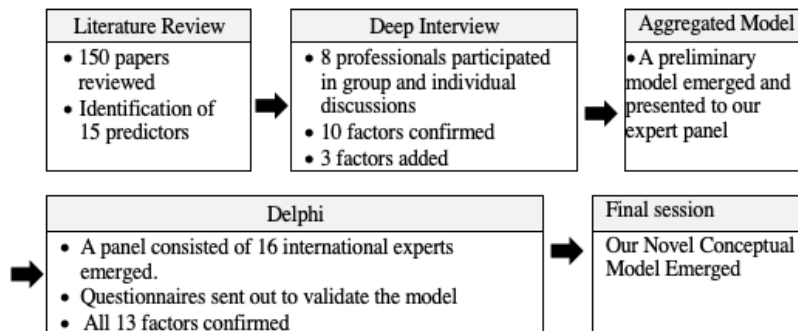 Literature Review
• 150 papers
reviewed
• Identification of
15 predictors
Deep Interview
• 8 professionals participated
in group and individual
discussions
• 10 factors confirmed
• 3 factors added
Aggregated Model
• A preliminary
model emerged and
presented to our
expert panel
Delphi
• A panel consisted of 16 international experts
emerged.
• Questionnaires sent out to validate the model
• All 13 factors confirmed
Final session
Our Novel Conceptual
Model Emerged